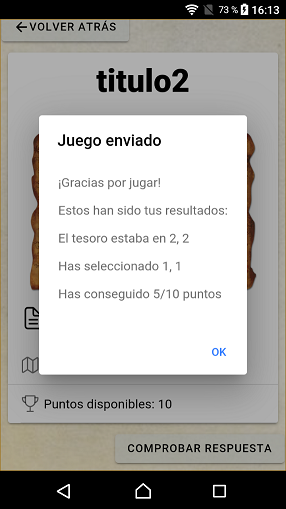 73 % 16:13
VOLVER ATRÁS
titulo2
Juego enviado
¡Gracias por jugar!
Estos han sido tus resultados:
El tesoro estaba en 2, 2
Has seleccionado 1, 1
Has conseguido 5/10 puntos
OK
Puntos disponibles: 10
COMPROBAR RESPUESTA